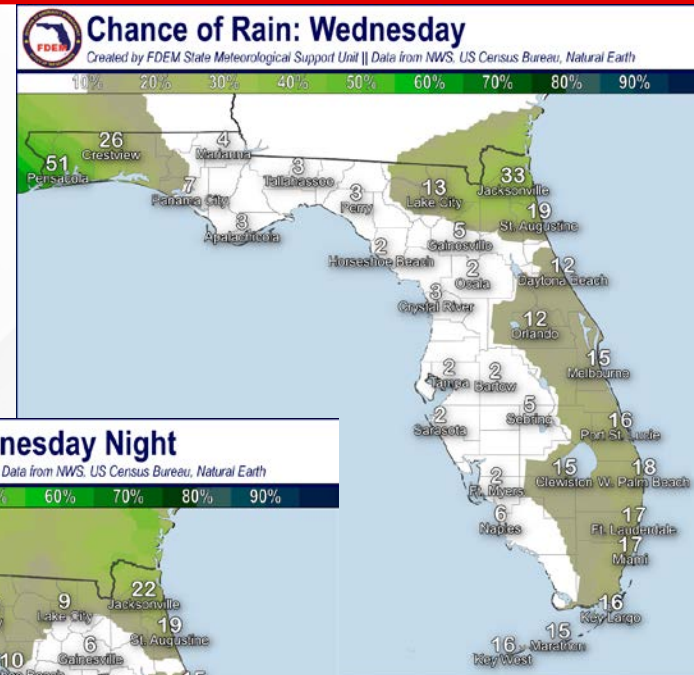 FDEM
Chance of Rain: Wednesday
Created by FDEM State Meteorological Support Unit || Data from NWS, US Census Bureau, Natural Earth
10% 20% 30% 40% 50% 60% 70% 80% 90%
26
Crestview
4
Marianna
51
Pensacola
3
Tallahassee
33
Jacksonville
13
Lake City
7
Panama City
3
Perry
19
St. Augustine
3
Apalachicola
5
Gainesville
2
Horseshoe Beach
2
Ocala
12
Daytona Beach
3
Crystal River
12
Orlando
15
Melbourne
2
Tampa
2
Bartow
5
Sebring
2
Sarasota
16
Port St. Lucie
15
Clewiston
18
W. Palm Beach
2
Ft. Myers
6
Naples
17
Ft. Lauderdale
17
Miami
16
Key Largo
15
Marathon
16
Key West
nesday Night
Data from NWS, US Census Bureau, Natural Earth
60% 70% 80% 90%
22
Jacksonville
9
Lake City
19
St. Augustine
6
Gainesville
10